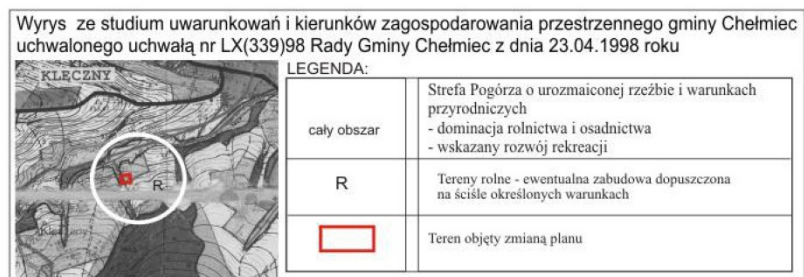 Wyrys ze studium uwarunkowań i kierunków zagospodarowania przestrzennego gminy Chełmiec
uchwalonego uchwałą nr LX(339)98 Rady Gminy Chełmiec z dnia 23.04.1998 roku
KLĘCZNY
R
LEGENDA:
cały obszar
Strefa Pogórza o urozmaiconej rzeźbie i warunkach
przyrodniczych
- dominacja rolnictwa i osadnictwa
- wskazany rozwój rekreacji
R
Tereny rolne - ewentualna zabudowa dopuszczona
na ściśle określonych warunkach
Teren objęty zmianą planu